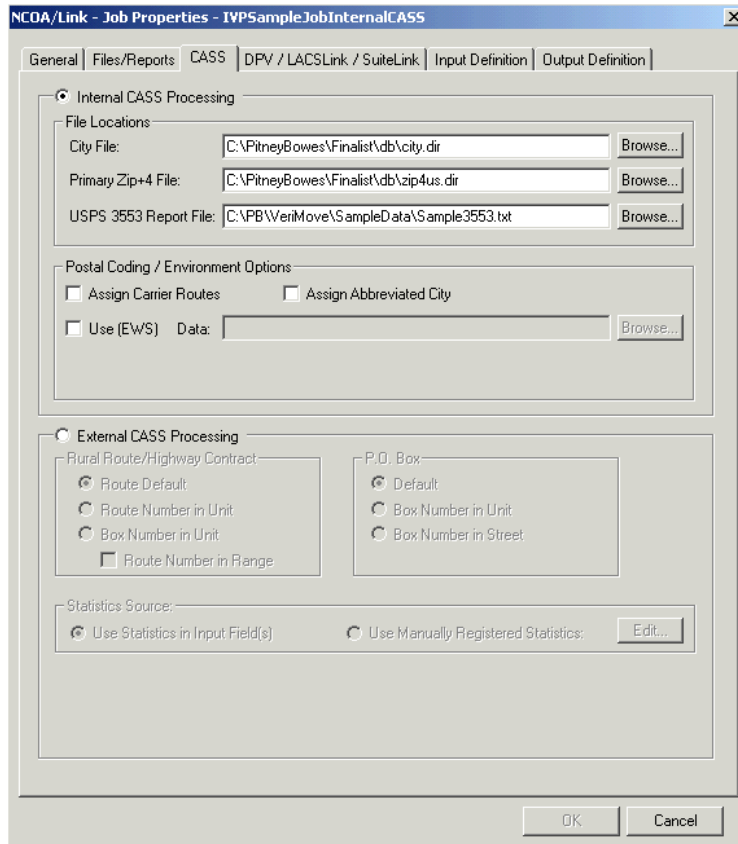 NCOA/Link - Job Properties - IVPSampleJobInternalCASS
General Files/Reports CASS DPV / LACSLink / SuiteLink Input Definition Output Definition
Internal CASS Processing
File Locations
City File: C:\PitneyBowes\Finalist\db\city.dir Browse...
Primary Zip+4 File: C:\PitneyBowes\Finalist\db\zip4us.dir Browse...
USPS 3553 Report File: C:\PB\VeriMove\SampleData\Sample3553.txt Browse...
Postal Coding / Environment Options
Assign Carrier Routes Assign Abbreviated City
Use (EWS) Data: Browse...
External CASS Processing
Rural Route/Highway Contract P.O. Box
Route Default Default
Route Number in Unit Box Number in Unit
Box Number in Unit Box Number in Street
Route Number in Range
Statistics Source:
Use Statistics in Input Field(s) Use Manually Registered Statistics: Edit...
OK Cancel